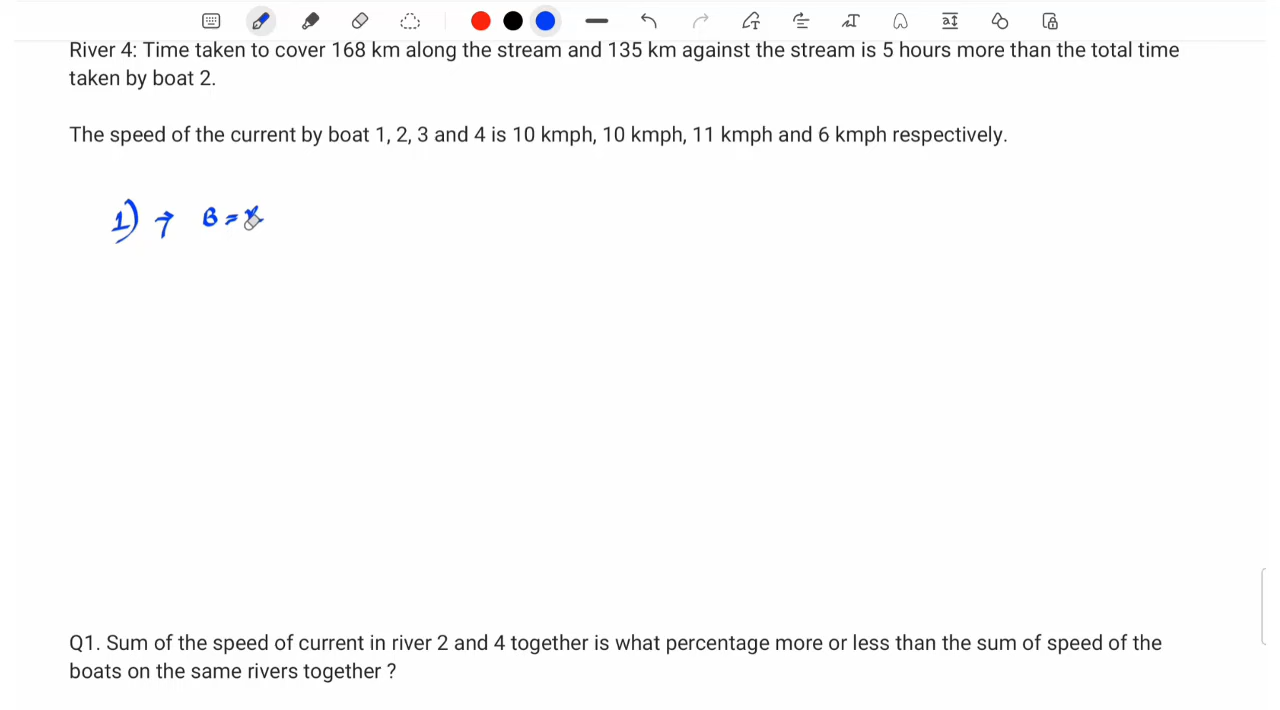 River 4: Time taken to cover 168 km along the stream and 135 km against the stream is 5 hours more than the total time
taken by boat 2.
The speed of the current by boat 1, 2, 3 and 4 is 10 kmph, 10 kmph, 11 kmph and 6 kmph respectively.
1) → B = x
Q1. Sum of the speed of current in river 2 and 4 together is what percentage more or less than the sum of speed of the
boats on the same rivers together ?